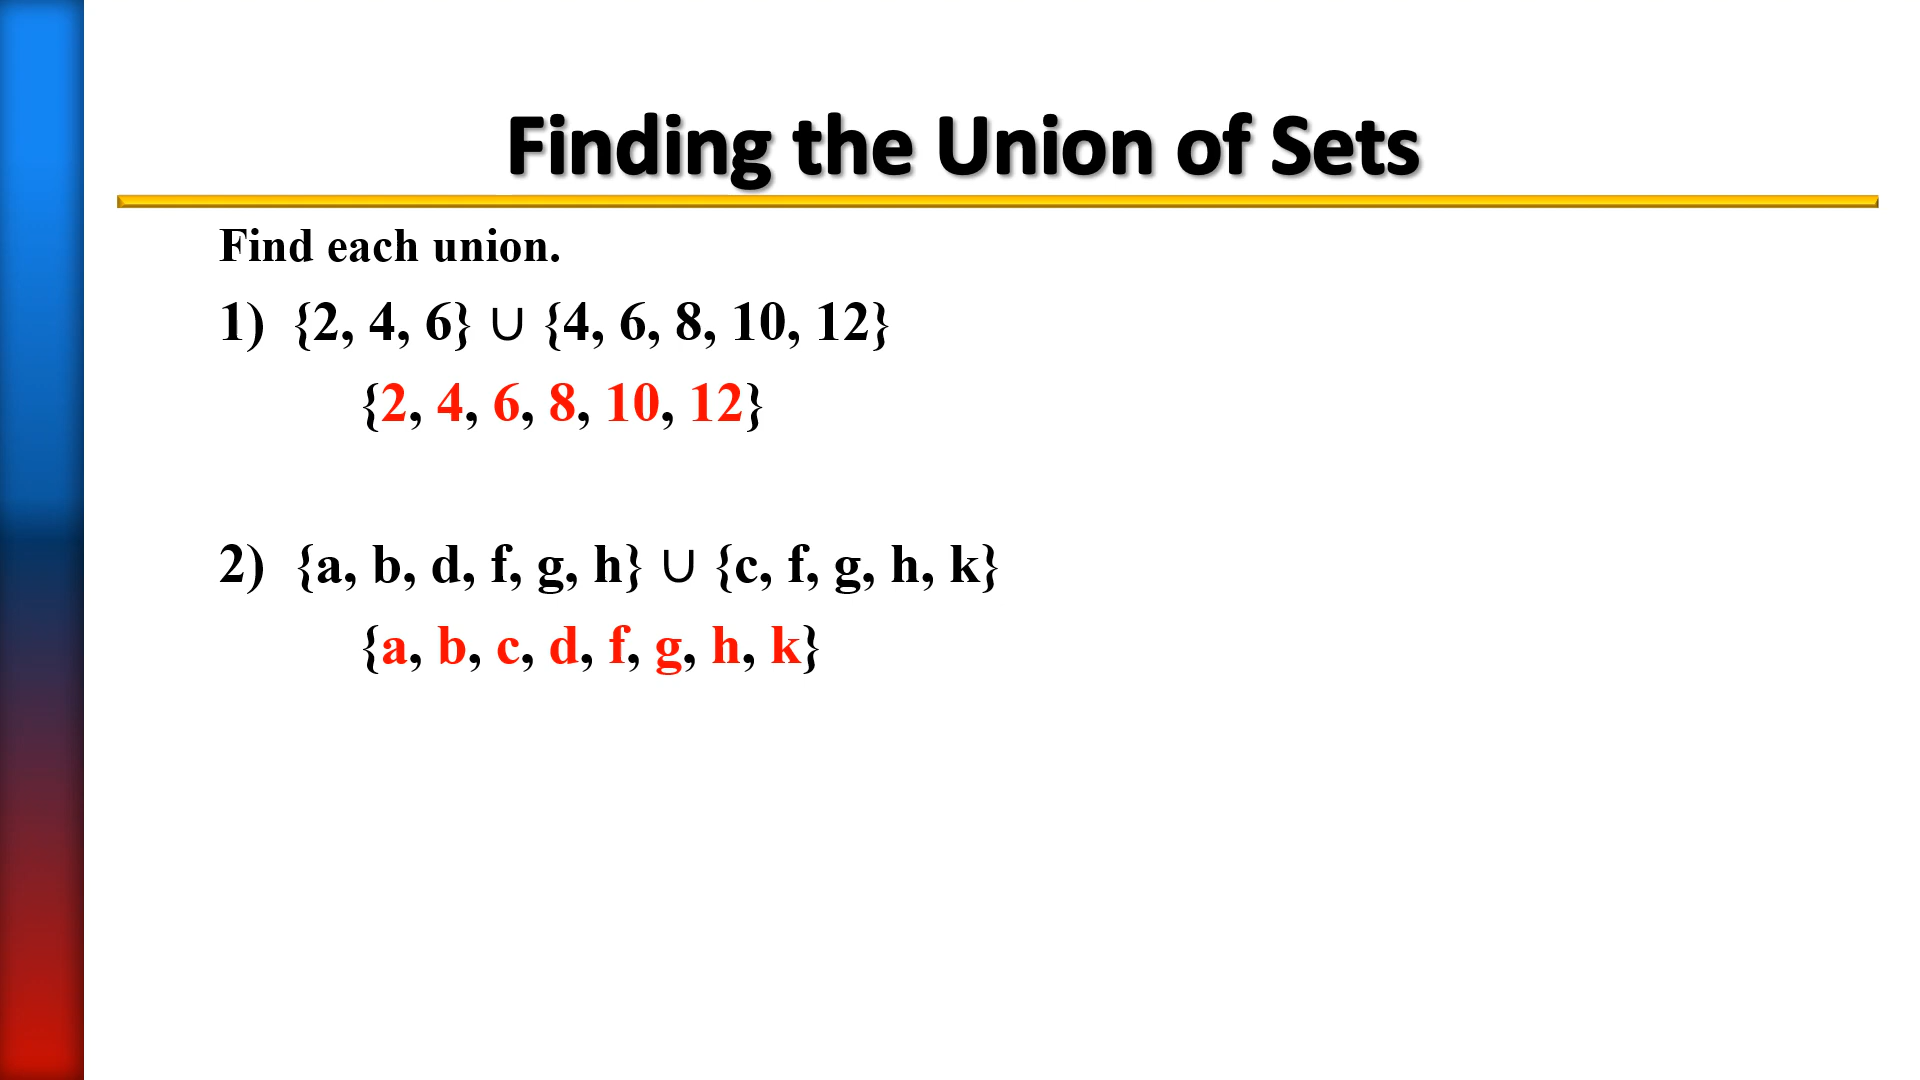 Finding the Union of Sets
Find each union.
1) {2, 4, 6} ∪ {4, 6, 8, 10, 12}
{2, 4, 6, 8, 10, 12}
2) {a, b, d, f, g, h} ∪ {c, f, g, h, k}
{a, b, c, d, f, g, h, k}